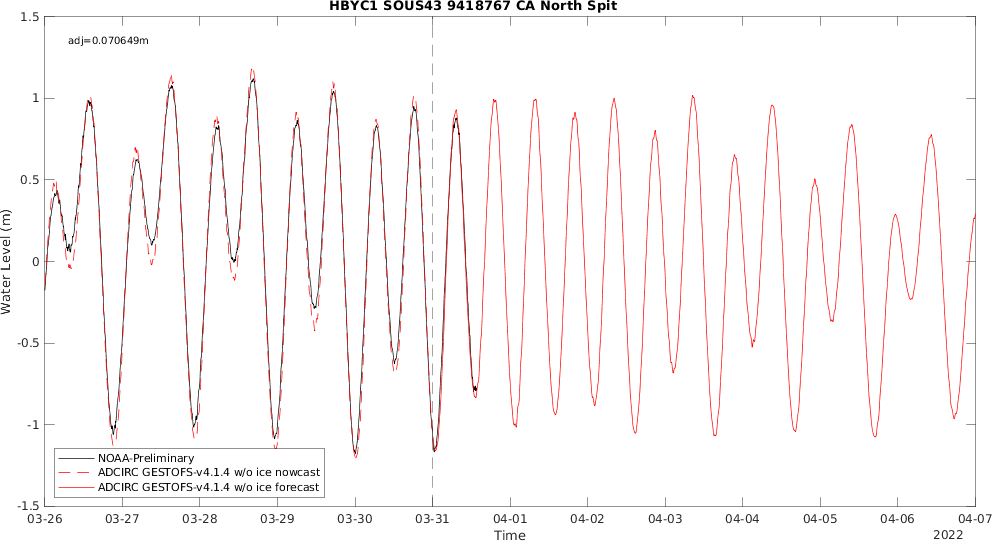 HBYC1 SOUS43 9418767 CA North Spit
adj=0.070649m
1.5
1
0.5
0
-0.5
-1
-1.5
Water Level (m)
NOAA-Preliminary
ADCIRC GESTOFS-v4.1.4 w/o ice nowcast
ADCIRC GESTOFS-v4.1.4 w/o ice forecast
03-26 03-27 03-28 03-29 03-30 03-31 04-01 04-02 04-03 04-04 04-05 04-06 04-07
Time
2022